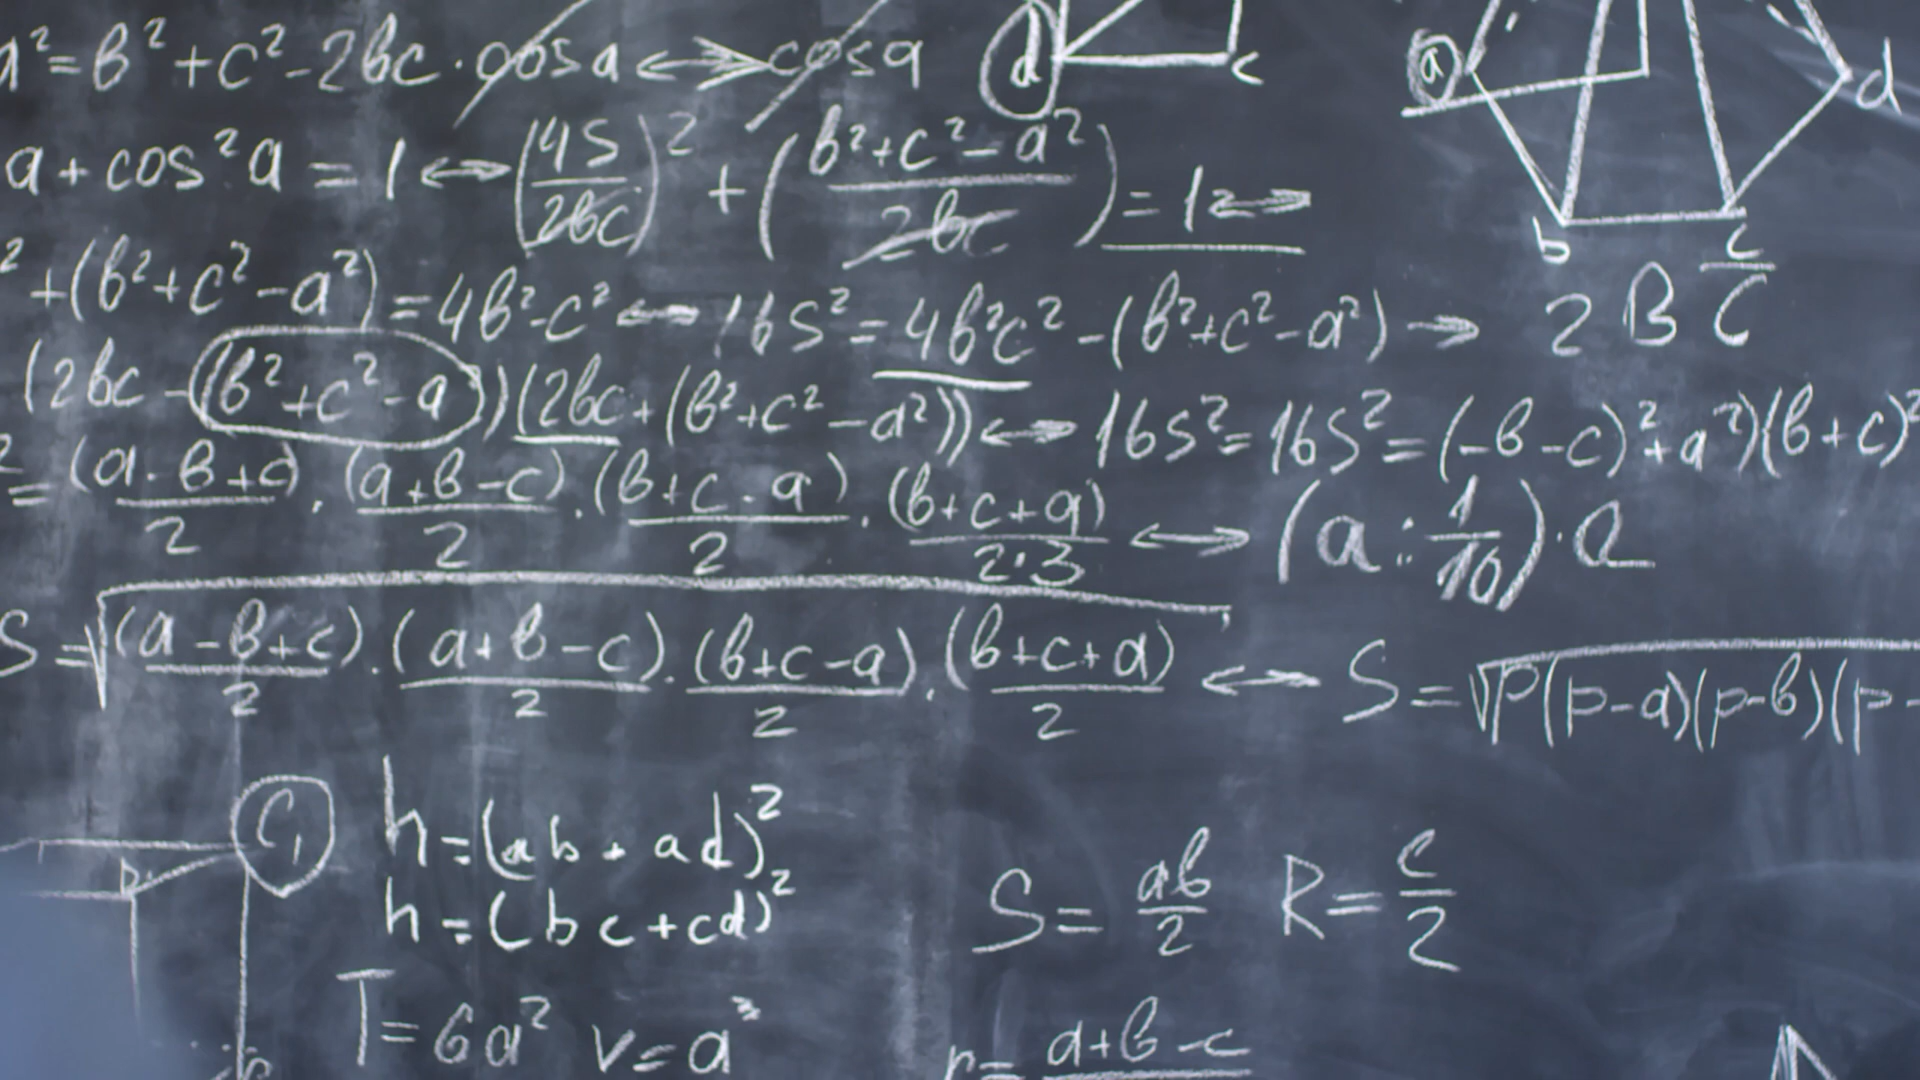 a² = b² + c² - 2bc · cosa ↔ cosa
d
c
a
d
b
c
a + cos²a = 1 ↔ (4S/2bc)² + (b²+c²-a²/2bc) = 1 ↔
² + (b²+c²-a²) = 4b²-c² ↔ 16S² = 4b²c² - (b²+c²-a²) →
2 B c/C
(2bc - (b²+c²-a))(2bc + (b²+c²-a²)) ↔ 16S² = 16S² = (-b-c)²+a²)(b+c)²
² = (a-b+c)/2 · (a+b-c)/2 · (b+c-a)/2 · (b+c+a)/2·3 ↔ (a : 1/10) · a
S = √(a-b+c)/2 · (a+b-c)/2 · (b+c-a)/2 · (b+c+a)/2 ↔ S = √p(p-a)(p-b)(p-
C₁
h = (ab + ad)²
h = (bc + cd)²
S = ab/2 R = c/2
T = 6a² v = a³
r = a+b-c